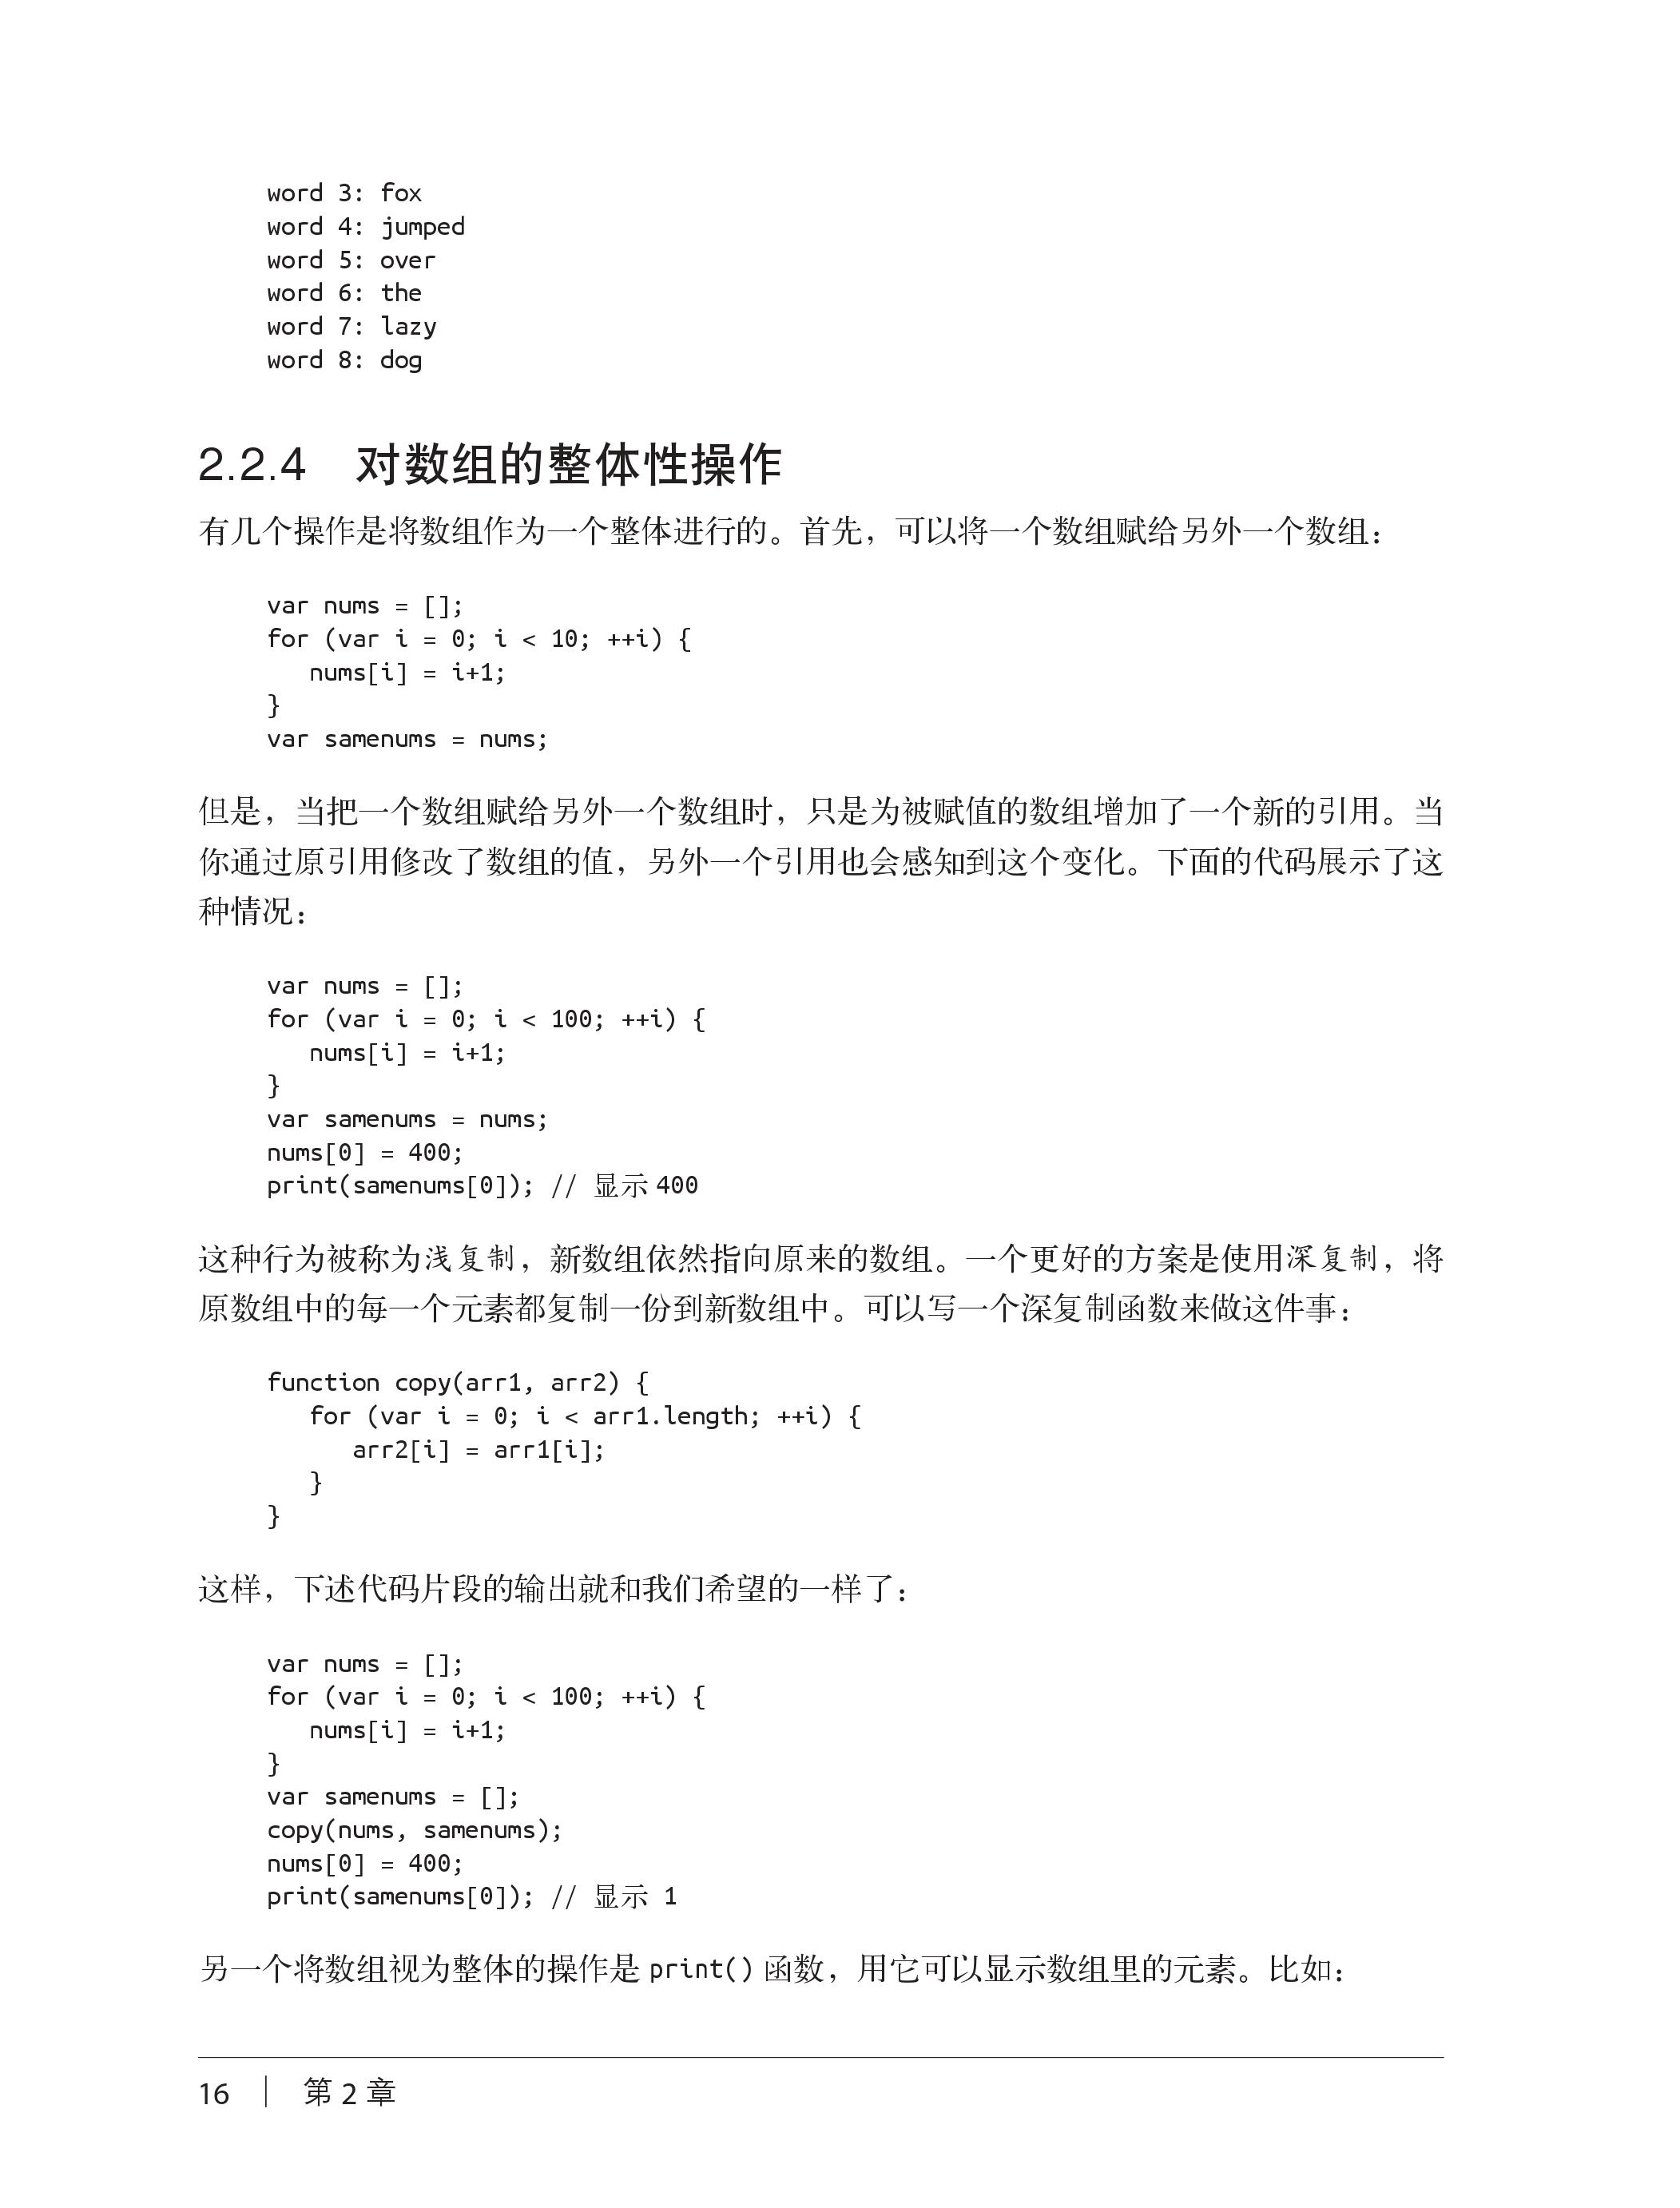 word 3: fox
word 4: jumped
word 5: over
word 6: the
word 7: lazy
word 8: dog
2.2.4 对数组的整体性操作
有几个操作是将数组作为一个整体进行的。首先，可以将一个数组赋给另外一个数组：
var nums = [];
for (var i = 0; i < 10; ++i) {
   nums[i] = i+1;
}
var samenums = nums;
但是，当把一个数组赋给另外一个数组时，只是为被赋值的数组增加了一个新的引用。当
你通过原引用修改了数组的值，另外一个引用也会感知到这个变化。下面的代码展示了这
种情况：
var nums = [];
for (var i = 0; i < 100; ++i) {
   nums[i] = i+1;
}
var samenums = nums;
nums[0] = 400;
print(samenums[0]); // 显示 400
这种行为被称为浅复制，新数组依然指向原来的数组。一个更好的方案是使用深复制，将
原数组中的每一个元素都复制一份到新数组中。可以写一个深复制函数来做这件事：
function copy(arr1, arr2) {
   for (var i = 0; i < arr1.length; ++i) {
      arr2[i] = arr1[i];
   }
}
这样，下述代码片段的输出就和我们希望的一样了：
var nums = [];
for (var i = 0; i < 100; ++i) {
   nums[i] = i+1;
}
var samenums = [];
copy(nums, samenums);
nums[0] = 400;
print(samenums[0]); // 显示 1
另一个将数组视为整体的操作是 print() 函数，用它可以显示数组里的元素。比如：
16 | 第 2 章